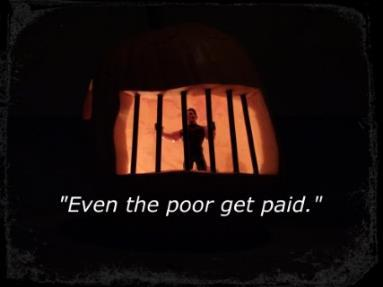 "Even the poor get paid."